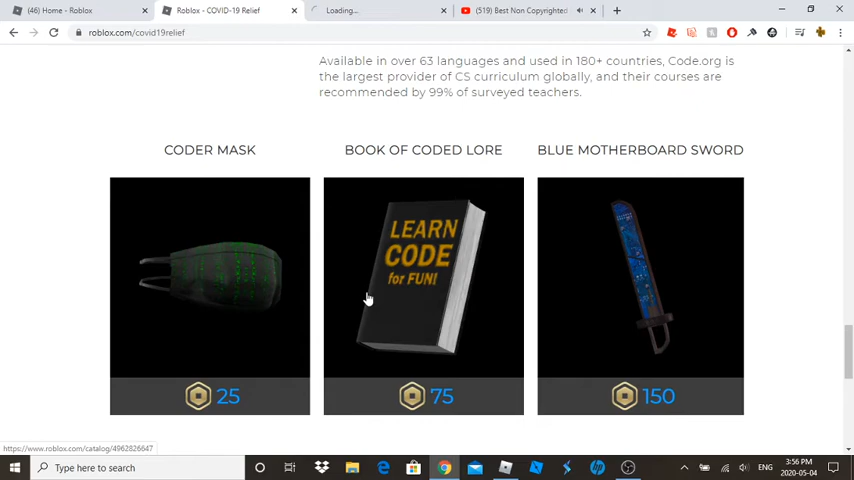 (46) Home - Roblox
Roblox - COVID-19 Relief
Loading...
(519) Best Non Copyrighted
roblox.com/covid19relief
Available in over 63 languages and used in 180+ countries, Code.org is
the largest provider of CS curriculum globally, and their courses are
recommended by 99% of surveyed teachers.
CODER MASK
BOOK OF CODED LORE
BLUE MOTHERBOARD SWORD
LEARN
CODE
for FUN!
25
75
150
https://www.roblox.com/catalog/4962826647
Type here to search
ENG
3:56 PM
2020-05-04